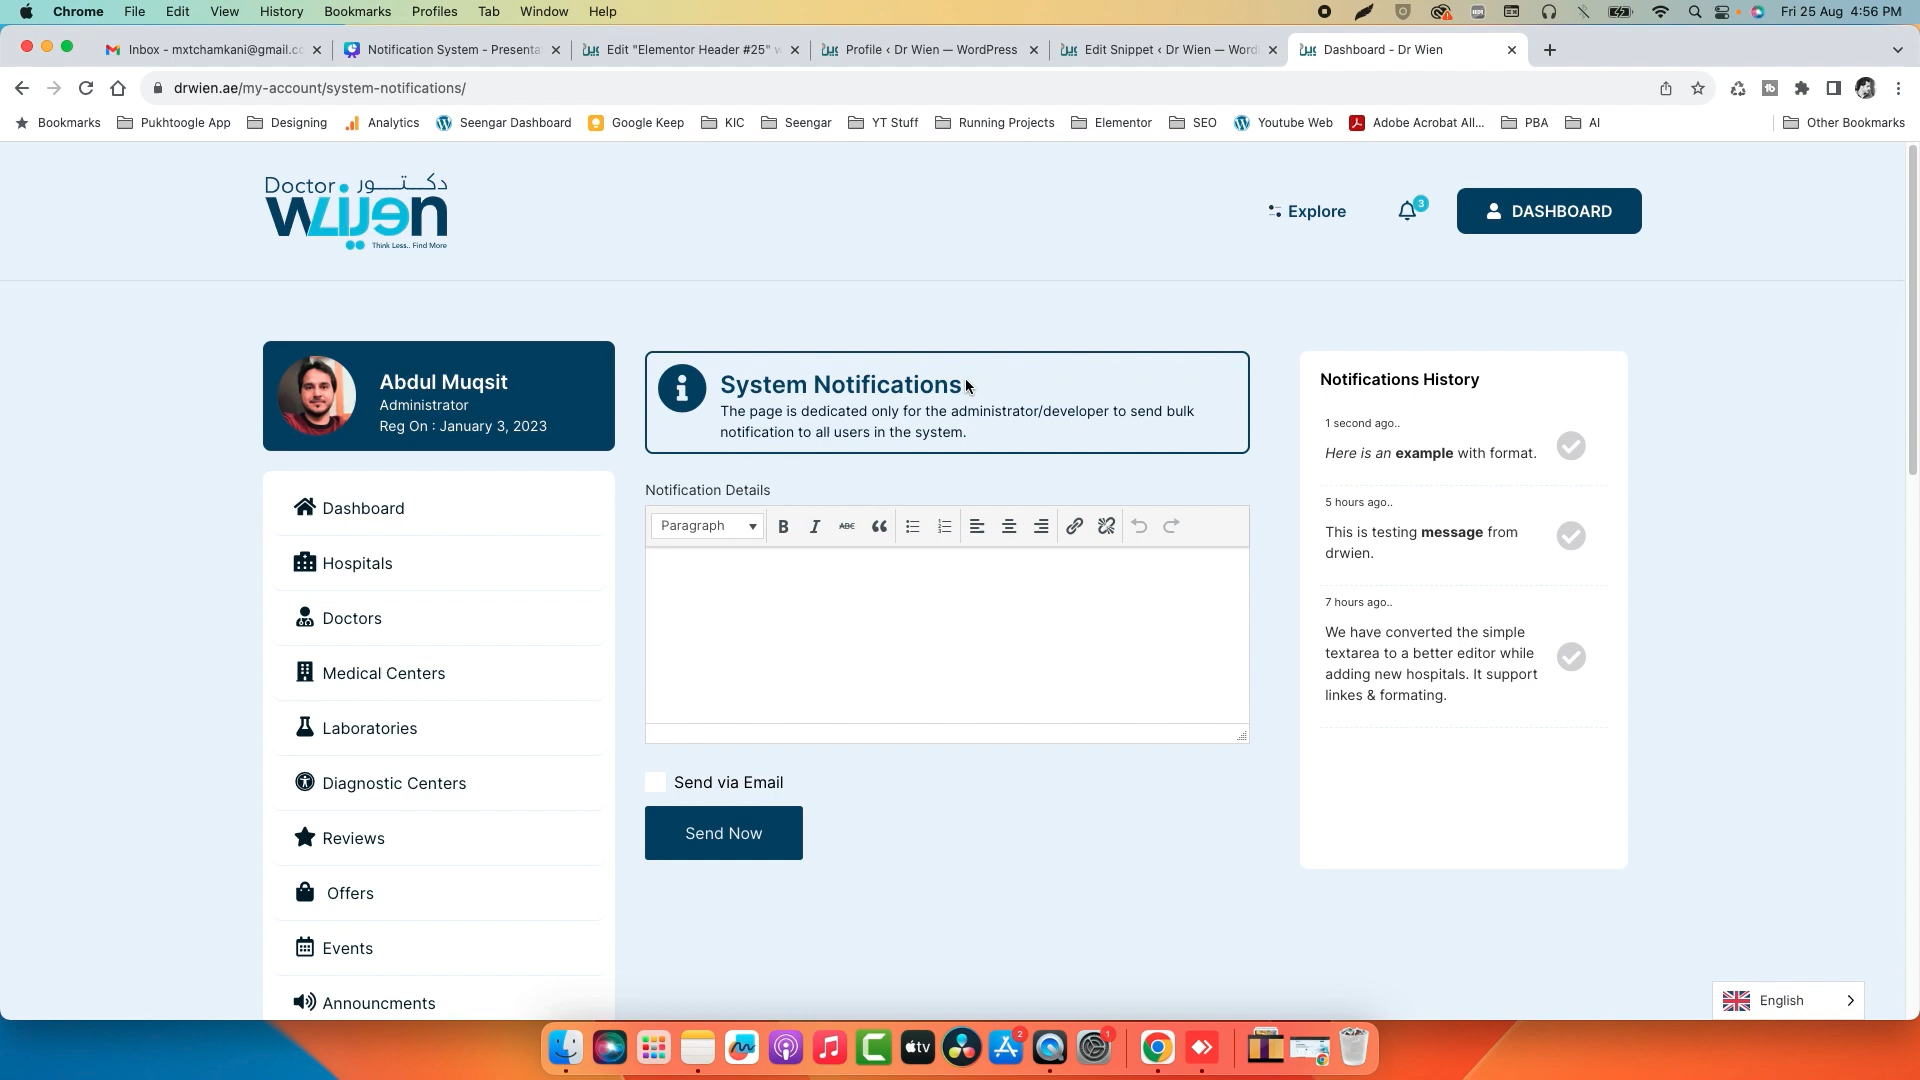 Chrome File Edit View History Bookmarks Profiles Tab Window Help Fri 25 Aug 4:56 PM
Inbox - mxtchamkani@gmail.cc Notification System - Presenta Edit "Elementor Header #25" Profile ‹ Dr Wien — WordPress Edit Snippet ‹ Dr Wien — Word Dashboard - Dr Wien
drwien.ae/my-account/system-notifications/
Bookmarks Pukhtoogle App Designing Analytics Seengar Dashboard Google Keep KIC Seengar YT Stuff Running Projects Elementor SEO Youtube Web Adobe Acrobat All... PBA AI Other Bookmarks
Doctor دكتور
Think Less.. Find More
Explore 3 DASHBOARD
Abdul Muqsit
Administrator
Reg On : January 3, 2023
Dashboard
Hospitals
Doctors
Medical Centers
Laboratories
Diagnostic Centers
Reviews
Offers
Events
Announcments
System Notifications
The page is dedicated only for the administrator/developer to send bulk
notification to all users in the system.
Notification Details
Paragraph B I ABC
Send via Email
Send Now
Notifications History
1 second ago..
Here is an example with format.
5 hours ago..
This is testing message from
drwien.
7 hours ago..
We have converted the simple
textarea to a better editor while
adding new hospitals. It support
linkes & formating.
English
tv 2 1